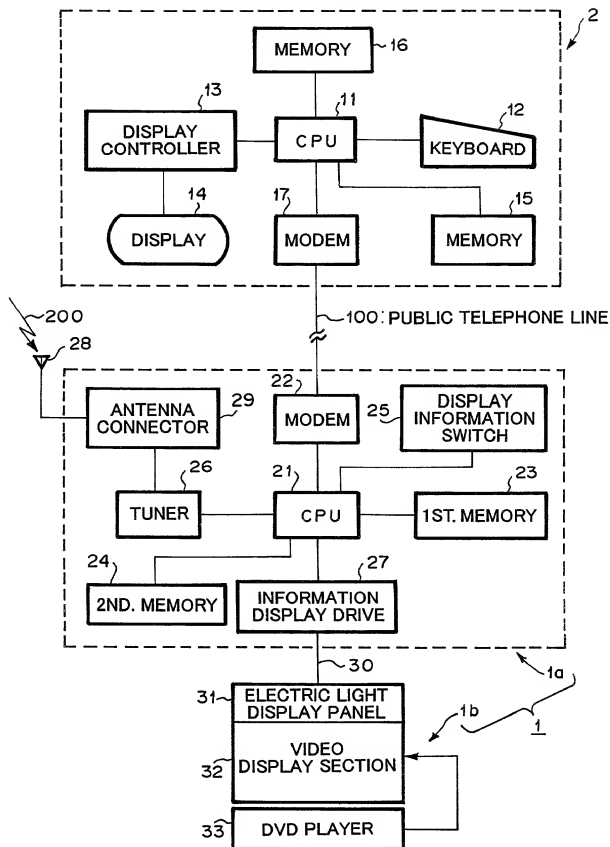 2
MEMORY
16
13
11
12
DISPLAY
CONTROLLER
CPU
KEYBOARD
14
17
15
DISPLAY
MODEM
MEMORY
200
100: PUBLIC TELEPHONE LINE
28
22
ANTENNA
CONNECTOR
29
MODEM
25
DISPLAY
INFORMATION
SWITCH
26
21
23
TUNER
CPU
1ST. MEMORY
24
27
2ND. MEMORY
INFORMATION
DISPLAY DRIVE
30
1a
31
ELECTRIC LIGHT
DISPLAY PANEL
1b
1
32
VIDEO
DISPLAY SECTION
33
DVD PLAYER